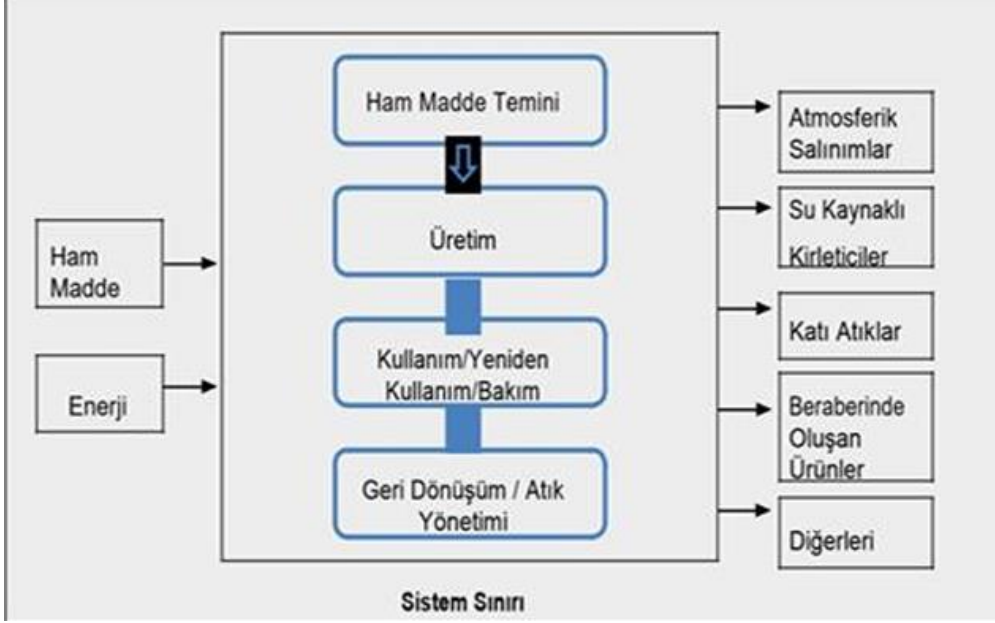 Ham Madde Temini
Üretim
Kullanım/Yeniden
Kullanım/Bakım
Geri Dönüşüm / Atık
Yönetimi
Ham
Madde
Enerji
Atmosferik
Salınımlar
Su Kaynaklı
Kirleticiler
Katı Atıklar
Beraberinde
Oluşan
Ürünler
Diğerleri
Sistem Sınırı